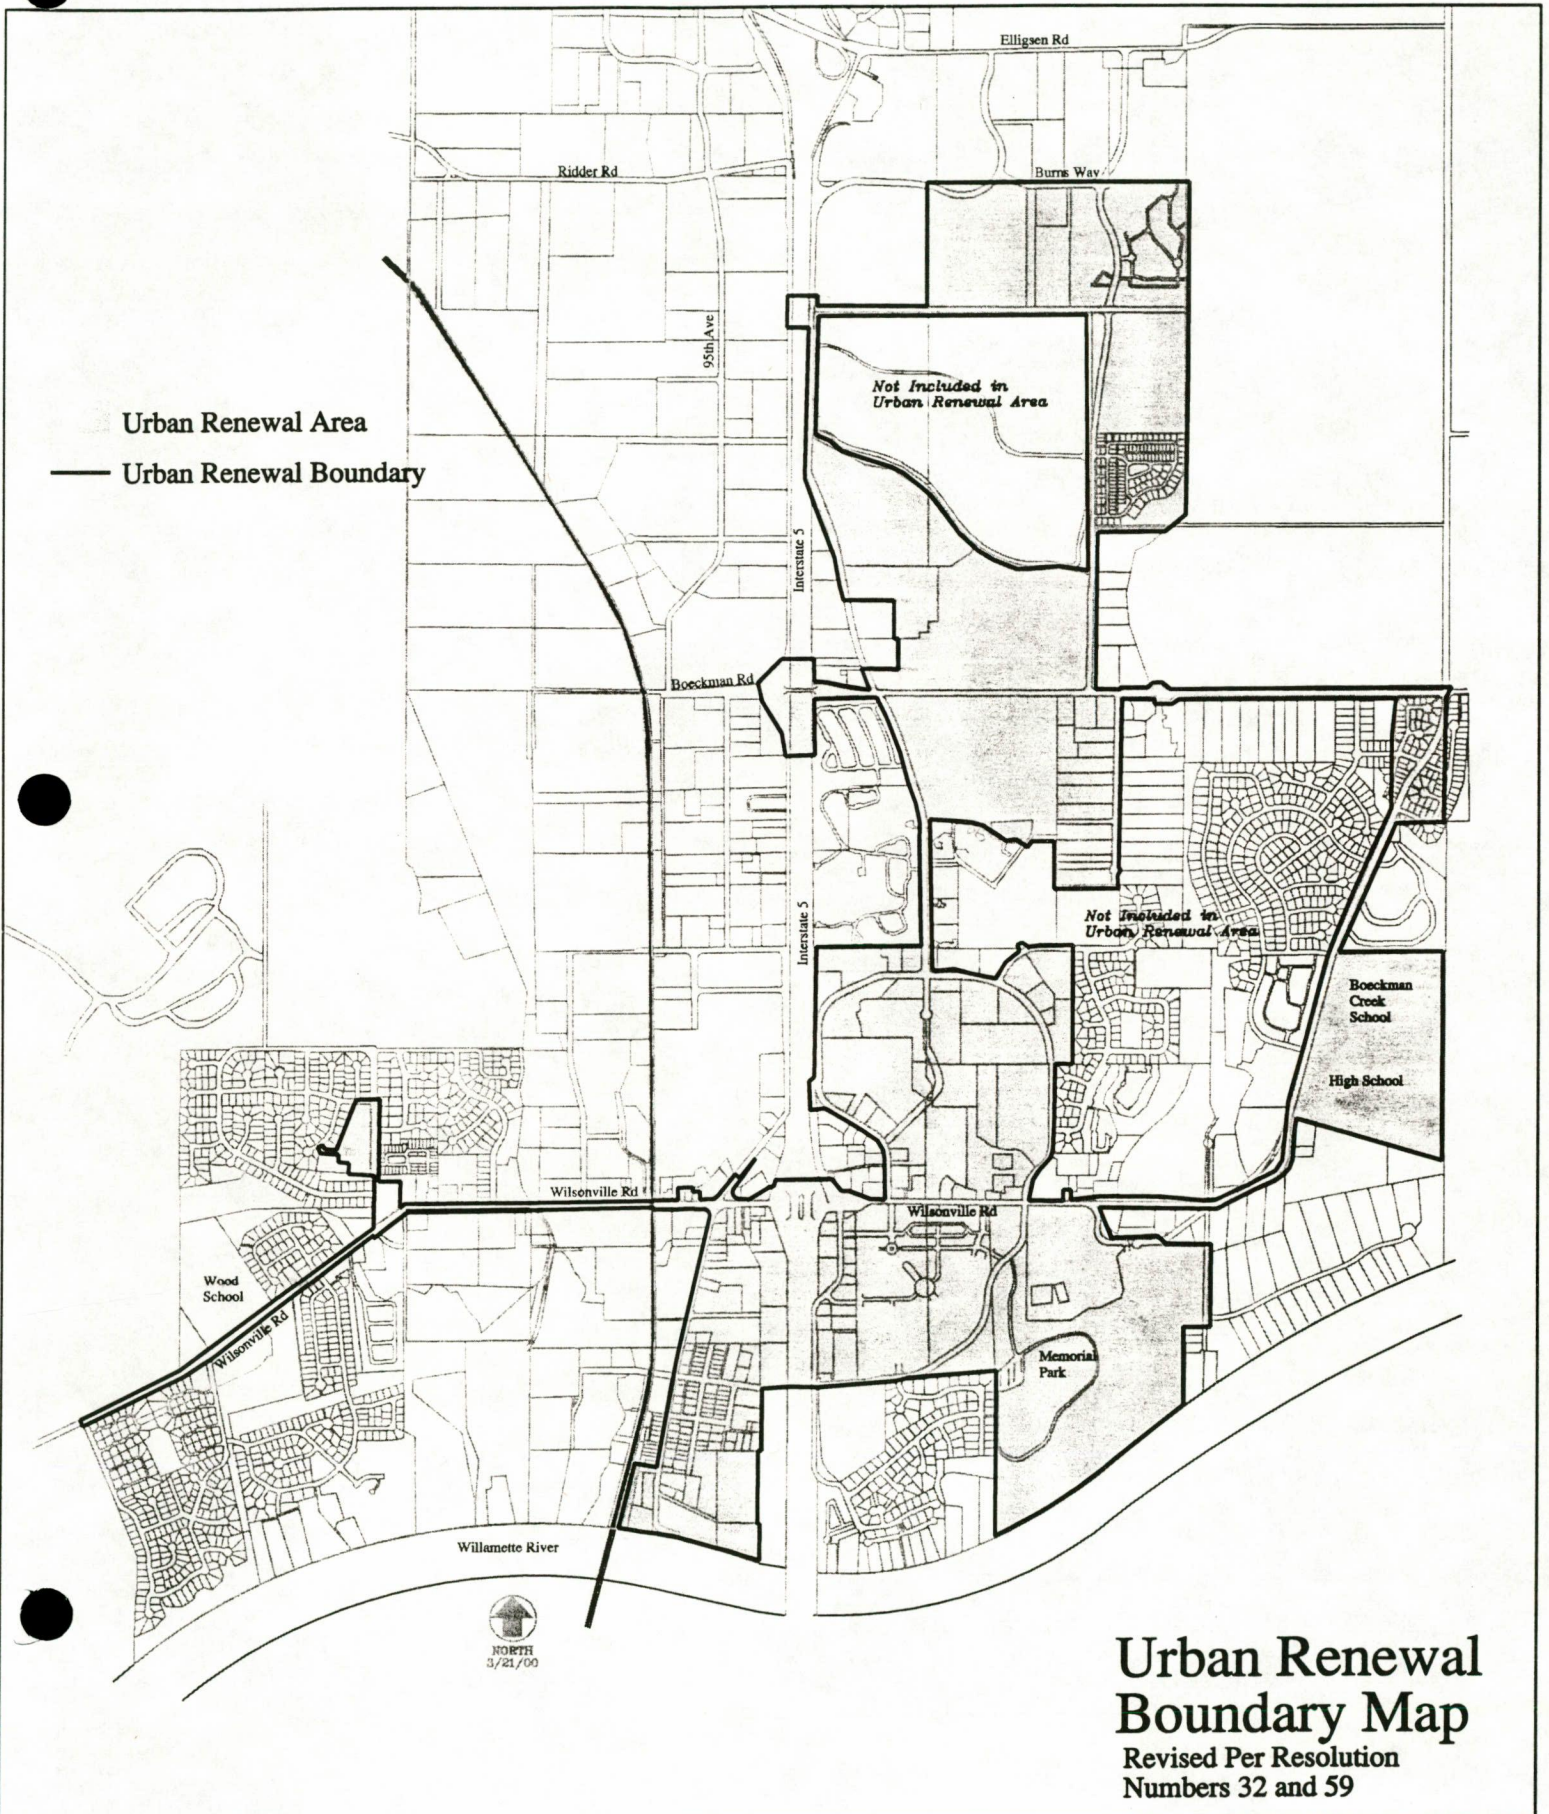 Elligsen Rd
Ridder Rd
Burns Way
95th Ave
Not Included in
Urban Renewal Area
Urban Renewal Area
Urban Renewal Boundary
Interstate 5
Boeckman Rd
Not Included in
Urban Renewal Area
Interstate 5
Boeckman
Creek
School
High School
Wilsonville Rd
Wilsonville Rd
Wood
School
Wilsonville Rd
Memorial
Park
Willamette River
NORTH
3/21/00
Urban Renewal
Boundary Map
Revised Per Resolution
Numbers 32 and 59